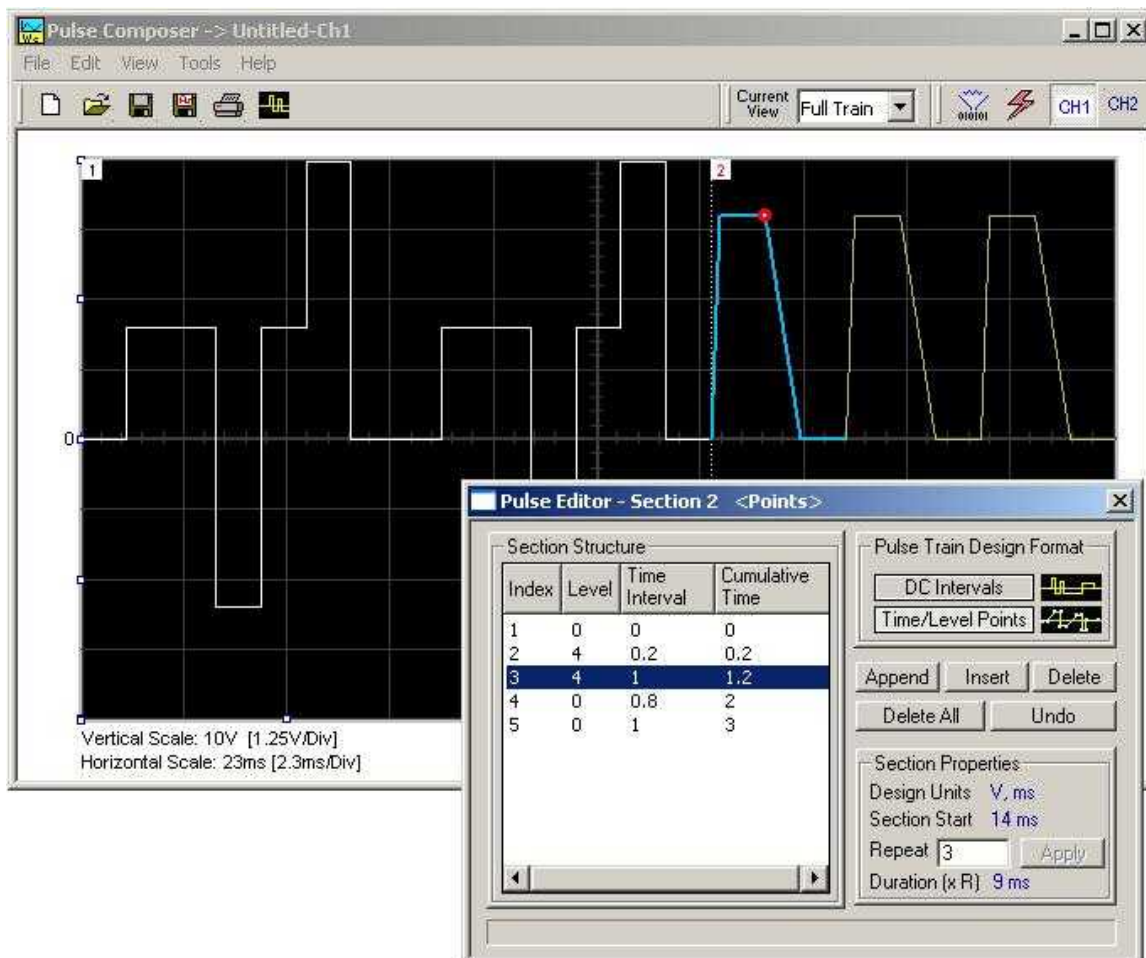 Pulse Composer -> Untitled-Ch1
File Edit View Tools Help
Current View Full Train
010101
CH1 CH2
1
2
0
Vertical Scale: 10V [1.25V/Div]
Horizontal Scale: 23ms [2.3ms/Div]
Pulse Editor - Section 2 <Points>
Section Structure
Index Level Time Interval Cumulative Time
1 0 0 0
2 4 0.2 0.2
3 4 1 1.2
4 0 0.8 2
5 0 1 3
Pulse Train Design Format
DC Intervals
Time/Level Points
Append Insert Delete
Delete All Undo
Section Properties
Design Units V, ms
Section Start 14 ms
Repeat 3 Apply
Duration (x R) 9 ms